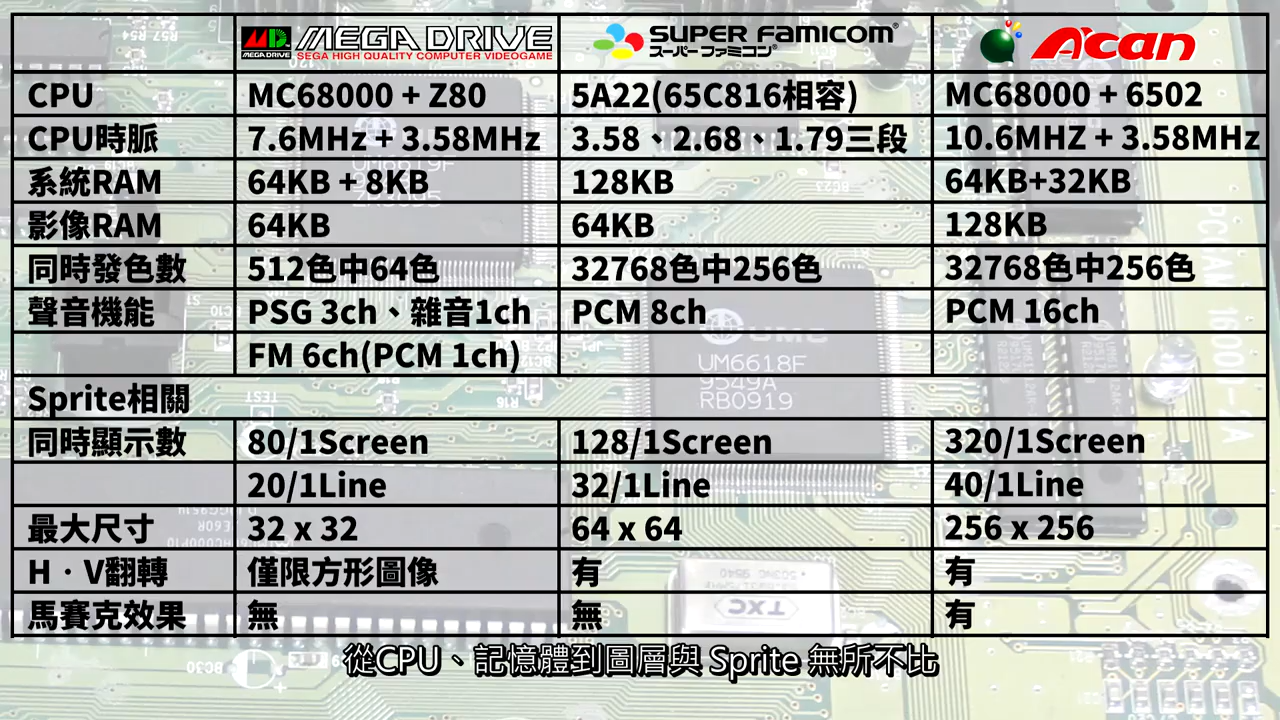 MEGA DRIVE MEGA DRIVE SEGA HIGH QUALITY COMPUTER VIDEOGAME SUPER FAMICOM スーパーファミコン A'can
CPU MC68000 + Z80 5A22(65C816相容) MC68000 + 6502
CPU時脈 7.6MHz + 3.58MHz 3.58、2.68、1.79三段 10.6MHZ + 3.58MHz
系統RAM 64KB + 8KB 128KB 64KB+32KB
影像RAM 64KB 64KB 128KB
同時發色數 512色中64色 32768色中256色 32768色中256色
聲音機能 PSG 3ch、雜音1ch PCM 8ch PCM 16ch
FM 6ch(PCM 1ch)
Sprite相關
同時顯示數 80/1Screen 128/1Screen 320/1Screen
20/1Line 32/1Line 40/1Line
最大尺寸 32 x 32 64 x 64 256 x 256
H・V翻轉 僅限方形圖像 有 有
馬賽克效果 無 無 有
從CPU、記憶體到圖層與 Sprite 無所不比
UM6618F
9549A
RB0919
TXC